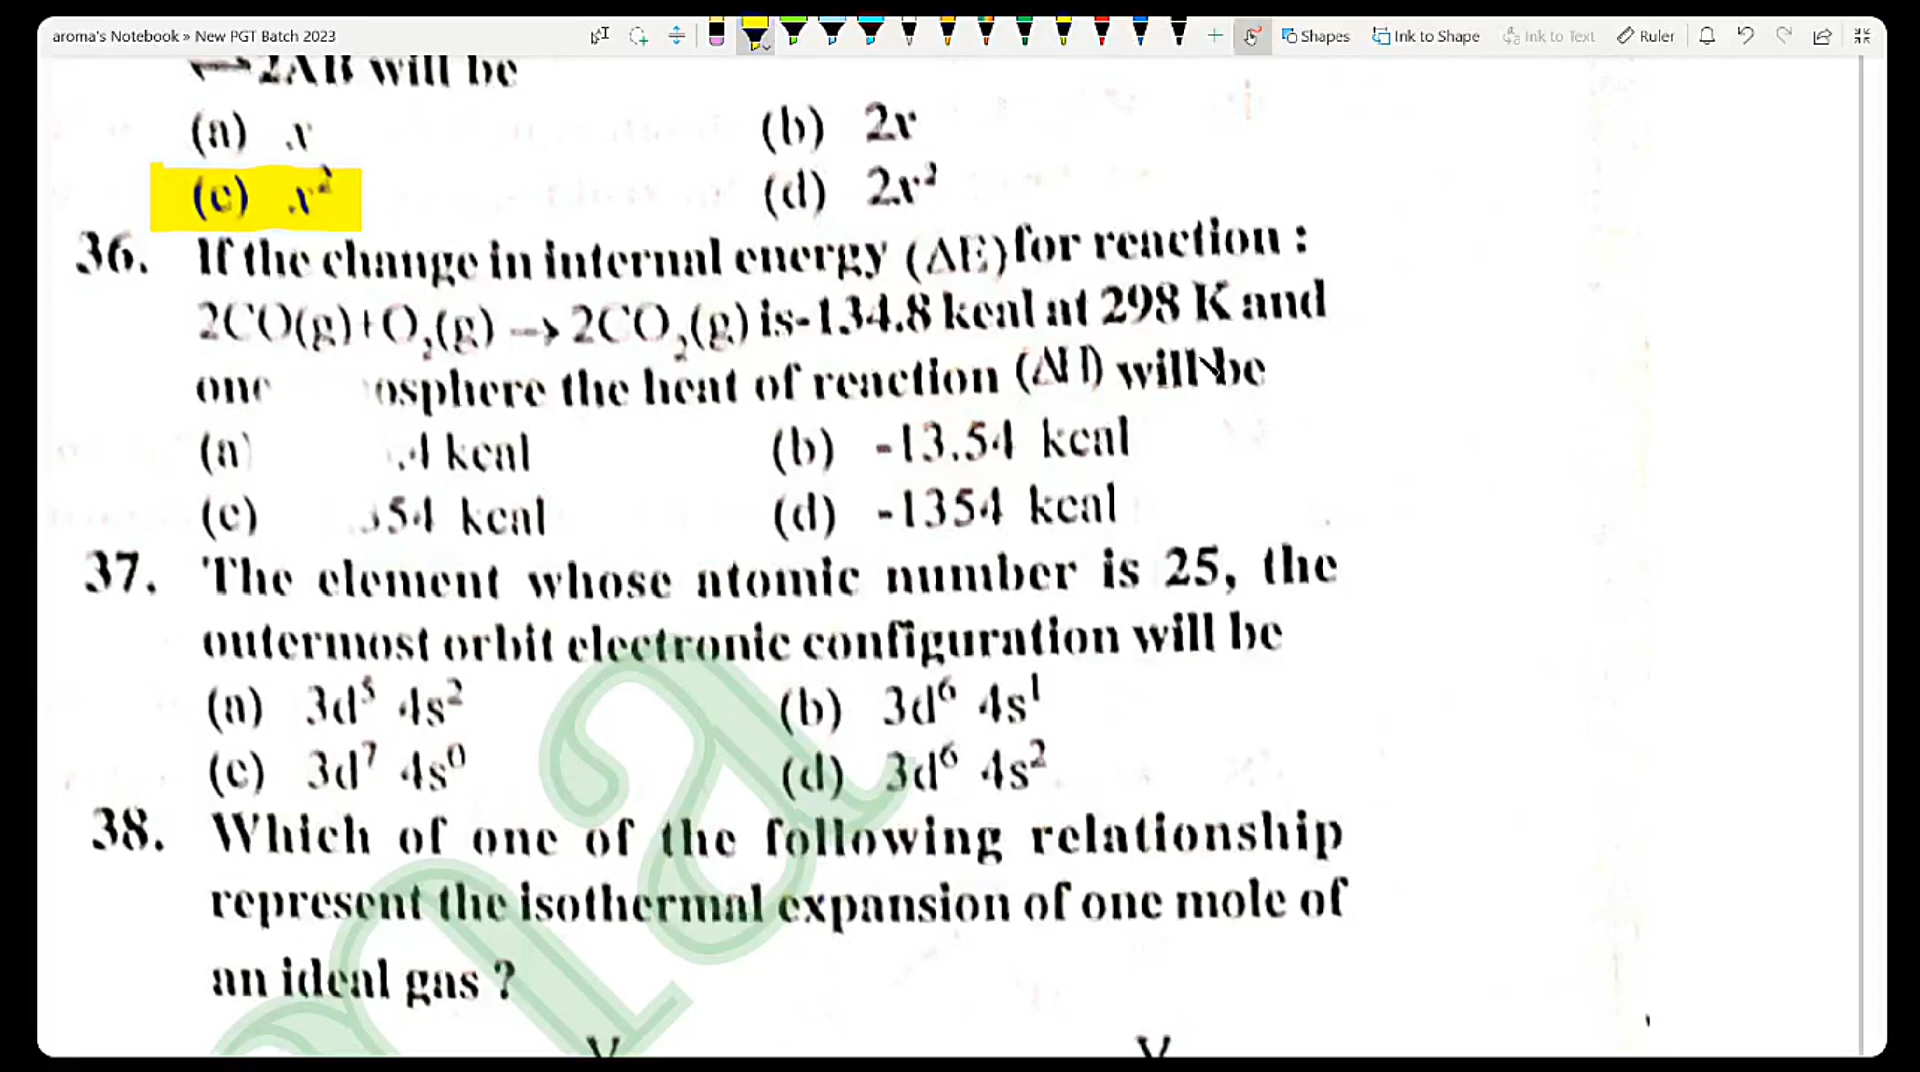 aroma's Notebook » New PGT Batch 2023 Shapes Ink to Shape Ink to Text Ruler
⇌2AB will be
(a) x (b) 2x
(c) x² (d) 2x²
36. If the change in internal energy (ΔE) for reaction :
2CO(g)+O₂(g) → 2CO₂(g) is-134.8 kcal at 298 K and
one osphere the heat of reaction (ΔH) will be
(a) .4 kcal (b) -13.54 kcal
(c) 54 kcal (d) -1354 kcal
37. The element whose atomic number is 25, the
outermost orbit electronic configuration will be
(a) 3d⁵ 4s² (b) 3d⁶ 4s¹
(c) 3d⁷ 4s⁰ (d) 3d⁶ 4s²
38. Which of one of the following relationship
represent the isothermal expansion of one mole of
an ideal gas ?
V V